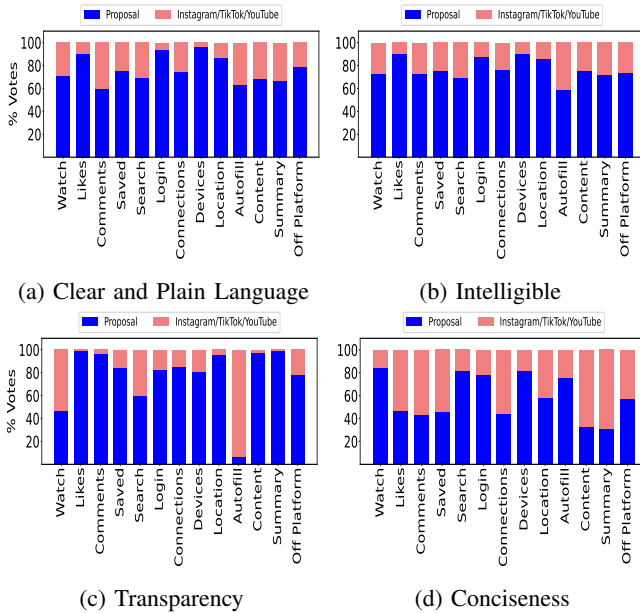 Proposal Instagram/TikTok/YouTube
% Votes
100
80
60
40
20
Watch
Likes
Comments
Saved
Search
Login
Connections
Devices
Location
Autofill
Content
Summary
Off Platform
(a) Clear and Plain Language
Proposal Instagram/TikTok/YouTube
100
80
60
40
20
Watch
Likes
Comments
Saved
Search
Login
Connections
Devices
Location
Autofill
Content
Summary
Off Platform
(b) Intelligible
Proposal Instagram/TikTok/YouTube
% Votes
100
80
60
40
20
Watch
Likes
Comments
Saved
Search
Login
Connections
Devices
Location
Autofill
Content
Summary
Off Platform
(c) Transparency
Proposal Instagram/TikTok/YouTube
100
80
60
40
20
Watch
Likes
Comments
Saved
Search
Login
Connections
Devices
Location
Autofill
Content
Summary
Off Platform
(d) Conciseness